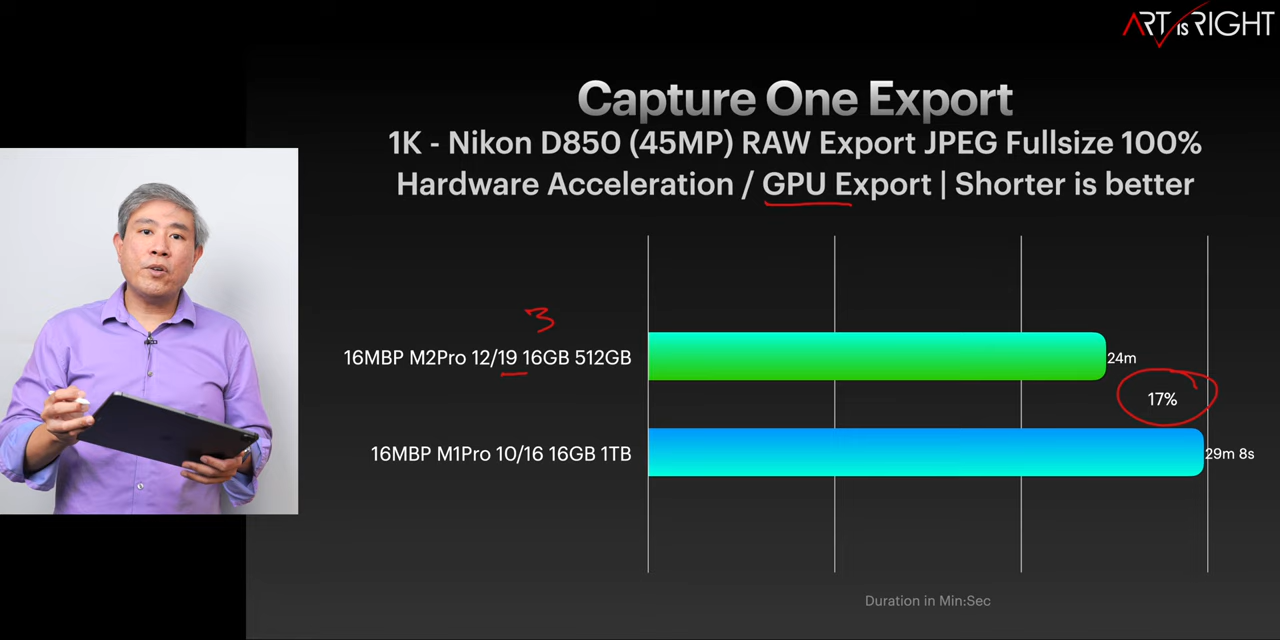 ART IS RIGHT
Capture One Export
1K - Nikon D850 (45MP) RAW Export JPEG Fullsize 100%
Hardware Acceleration / GPU Export | Shorter is better
3
16MBP M2Pro 12/19 16GB 512GB
24m
17%
16MBP M1Pro 10/16 16GB 1TB
29m 8s
Duration in Min:Sec